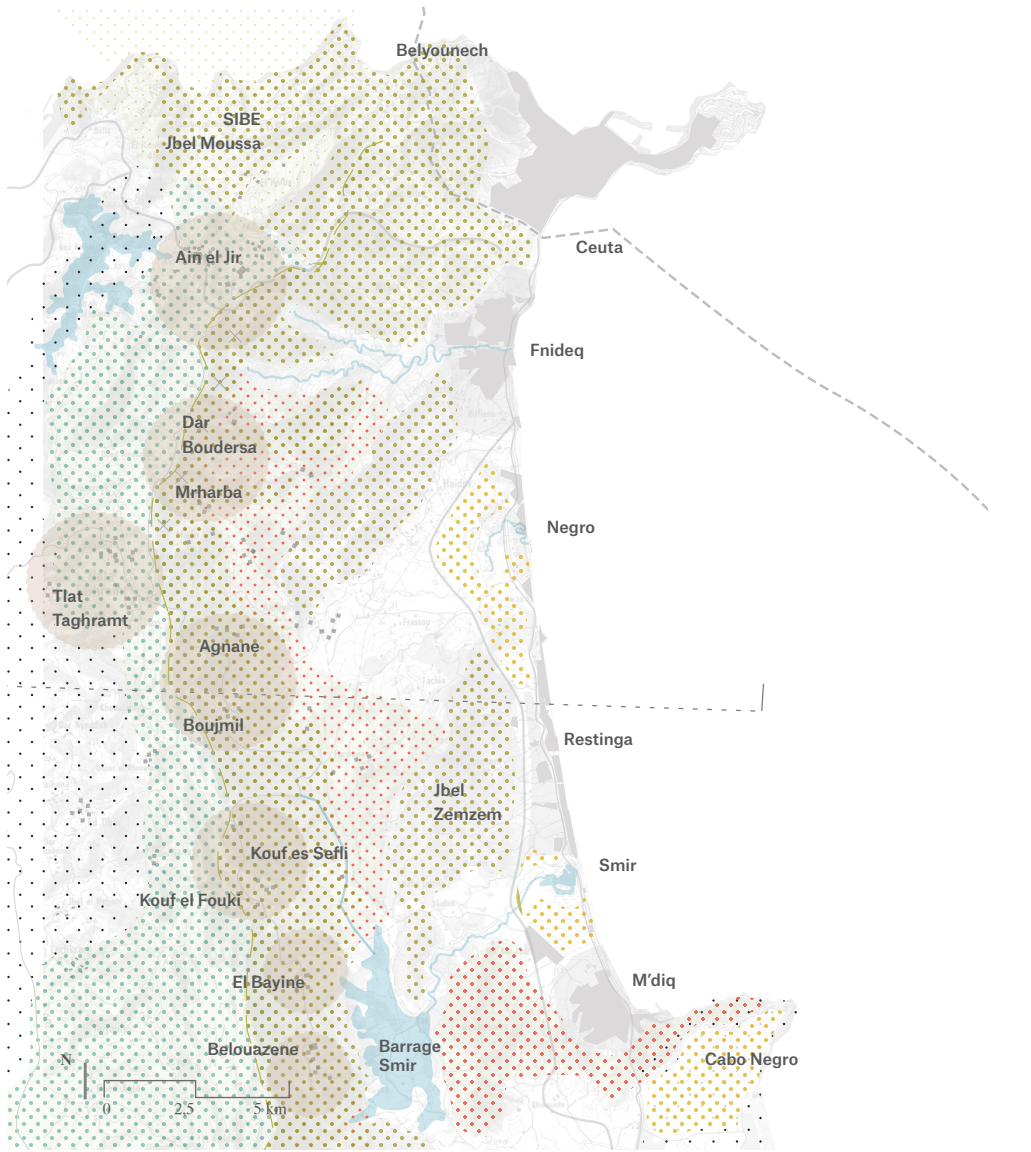 Belyounech
SIBE
Jbel Moussa
Ceuta
Ain el Jir
Fnideq
Dar
Boudersa
Mrharba
Negro
Tlat
Taghramt
Agnane
Boujmil
Restinga
Jbel
Zemzem
Kouf es Sefli
Smir
Kouf el Fouki
El Bayine
M'diq
Belouazene
Barrage
Smir
Cabo Negro
N
0 2,5 5 km